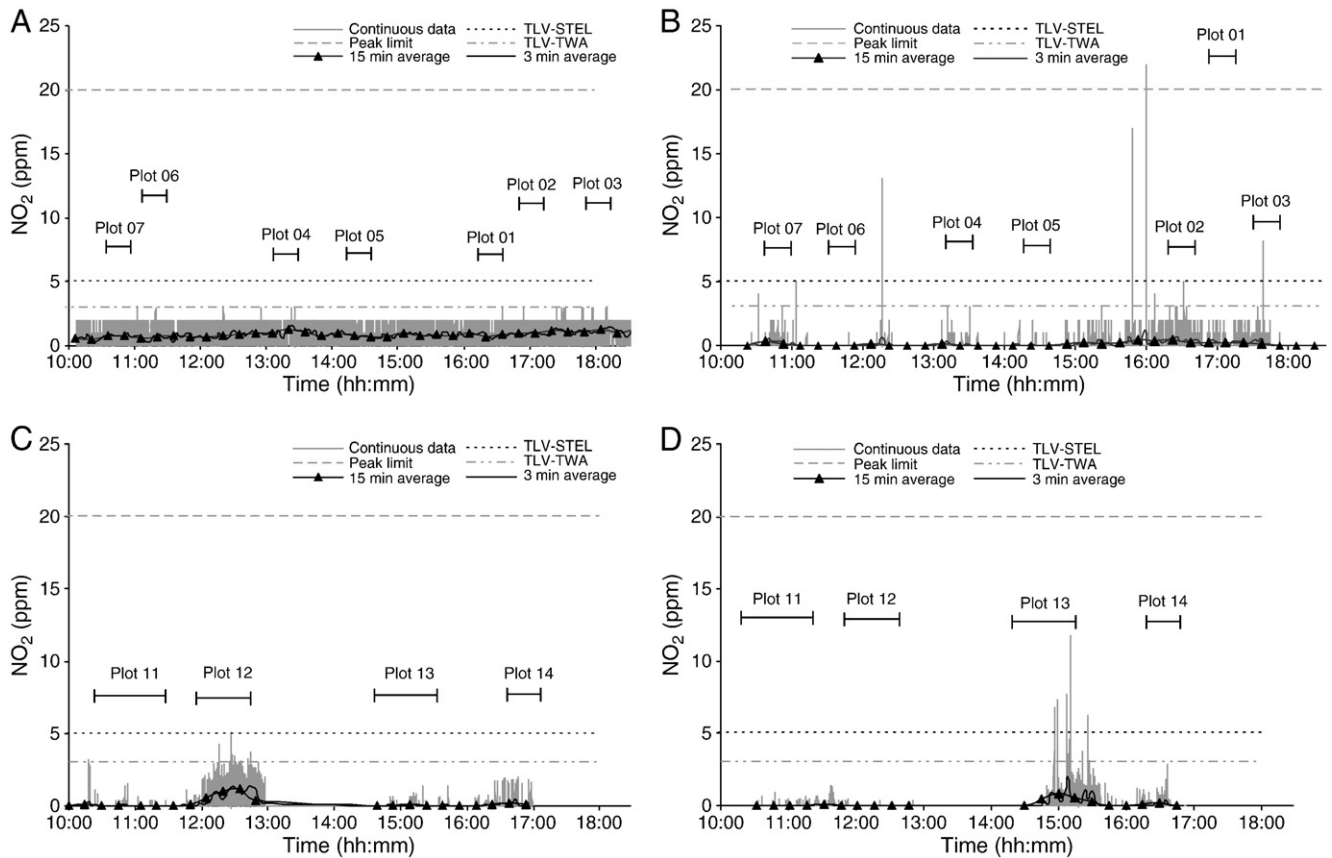 A
Continuous data
TLV-STEL
Peak limit
TLV-TWA
15 min average
3 min average
25
20
15
10
5
0
NO2 (ppm)
Plot 07
Plot 06
Plot 04
Plot 05
Plot 01
Plot 02
Plot 03
10:00 11:00 12:00 13:00 14:00 15:00 16:00 17:00 18:00
Time (hh:mm)
B
Continuous data
TLV-STEL
Peak limit
TLV-TWA
15 min average
3 min average
25
20
15
10
5
0
NO2 (ppm)
Plot 07
Plot 06
Plot 04
Plot 05
Plot 02
Plot 01
Plot 03
10:00 11:00 12:00 13:00 14:00 15:00 16:00 17:00 18:00
Time (hh:mm)
C
Continuous data
TLV-STEL
Peak limit
TLV-TWA
15 min average
3 min average
25
20
15
10
5
0
NO2 (ppm)
Plot 11
Plot 12
Plot 13
Plot 14
10:00 11:00 12:00 13:00 14:00 15:00 16:00 17:00 18:00
Time (hh:mm)
D
Continuous data
TLV-STEL
Peak limit
TLV-TWA
15 min average
3 min average
25
20
15
10
5
0
NO2 (ppm)
Plot 11
Plot 12
Plot 13
Plot 14
10:00 11:00 12:00 13:00 14:00 15:00 16:00 17:00 18:00
Time (hh:mm)